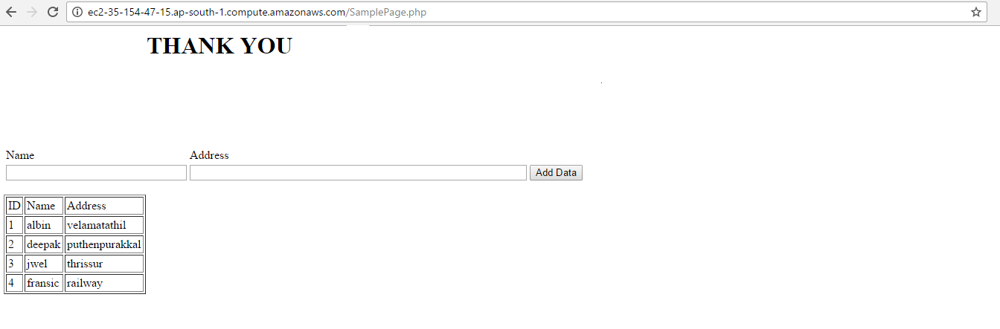 ec2-35-154-47-15.ap-south-1.compute.amazonaws.com/SamplePage.php
THANK YOU
Name Address
Add Data
ID Name Address
1 albin velamatathil
2 deepak puthenpurakkal
3 jwel thrissur
4 fransic railway